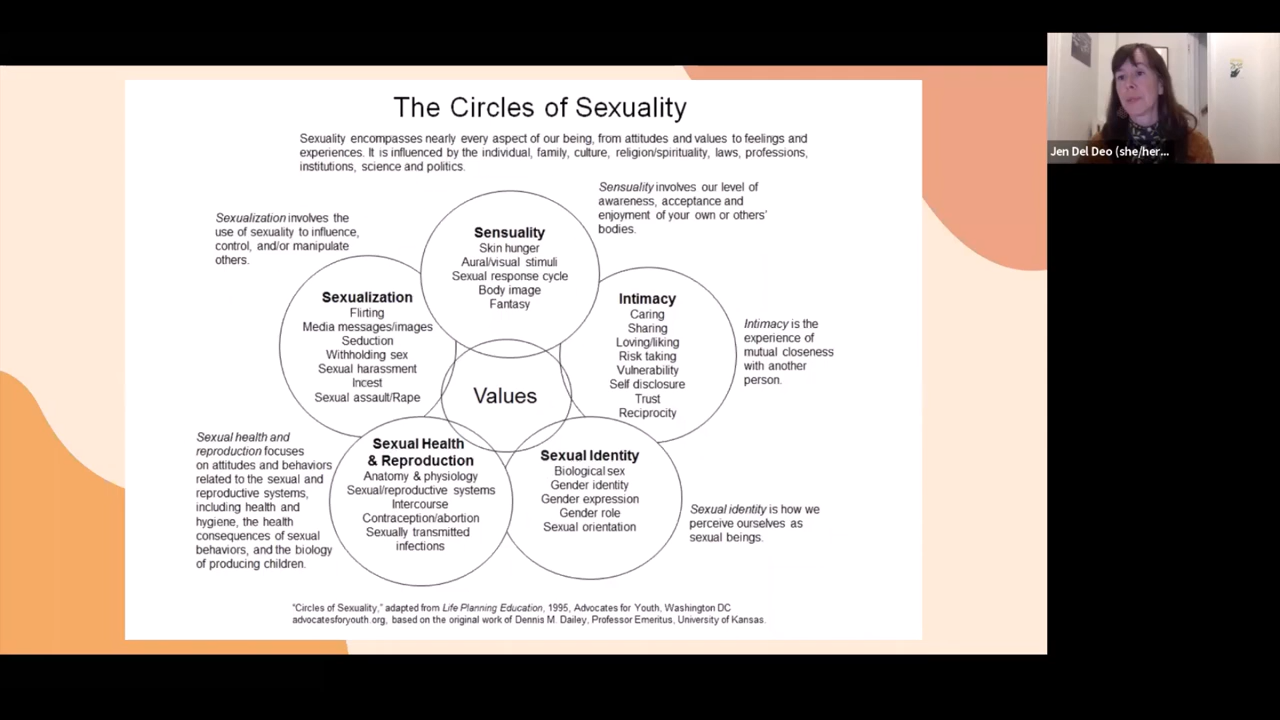 The Circles of Sexuality
Sexuality encompasses nearly every aspect of our being, from attitudes and values to feelings and
experiences. It is influenced by the individual, family, culture, religion/spirituality, laws, professions,
institutions, science and politics.
Sensuality involves our level of
awareness, acceptance and
enjoyment of your own or others'
bodies.
Sexualization involves the
use of sexuality to influence,
control, and/or manipulate
others.
Sensuality
Skin hunger
Aural/visual stimuli
Sexual response cycle
Body image
Fantasy
Sexualization
Flirting
Media messages/images
Seduction
Withholding sex
Sexual harassment
Incest
Sexual assault/Rape
Intimacy
Caring
Sharing
Loving/liking
Risk taking
Vulnerability
Self disclosure
Trust
Reciprocity
Intimacy is the
experience of
mutual closeness
with another
person.
Values
Sexual health and
reproduction focuses
on attitudes and behaviors
related to the sexual and
reproductive systems,
including health and
hygiene, the health
consequences of sexual
behaviors, and the biology
of producing children.
Sexual Health
& Reproduction
Anatomy & physiology
Sexual/reproductive systems
Intercourse
Contraception/abortion
Sexually transmitted
infections
Sexual Identity
Biological sex
Gender identity
Gender expression
Gender role
Sexual orientation
Sexual identity is how we
perceive ourselves as
sexual beings.
"Circles of Sexuality," adapted from Life Planning Education, 1995, Advocates for Youth, Washington DC
advocatesforyouth.org, based on the original work of Dennis M. Dailey, Professor Emeritus, University of Kansas.
Jen Del Deo (she/her...